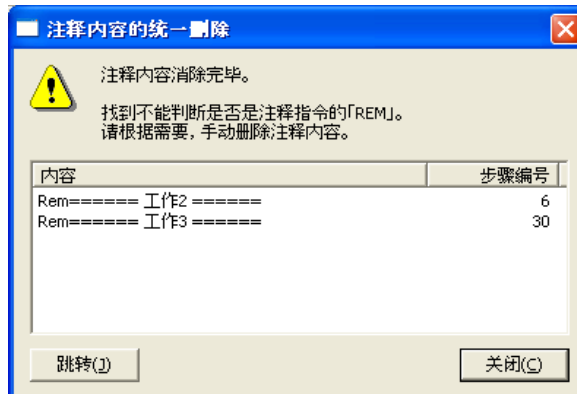 注释内容的统一删除
注释内容消除完毕。
找到不能判断是否是注释指令的「REM」。
请根据需要, 手动删除注释内容。
内容 步骤编号
Rem====== 工作2 ====== 6
Rem====== 工作3 ====== 30
跳转(J) 关闭(C)